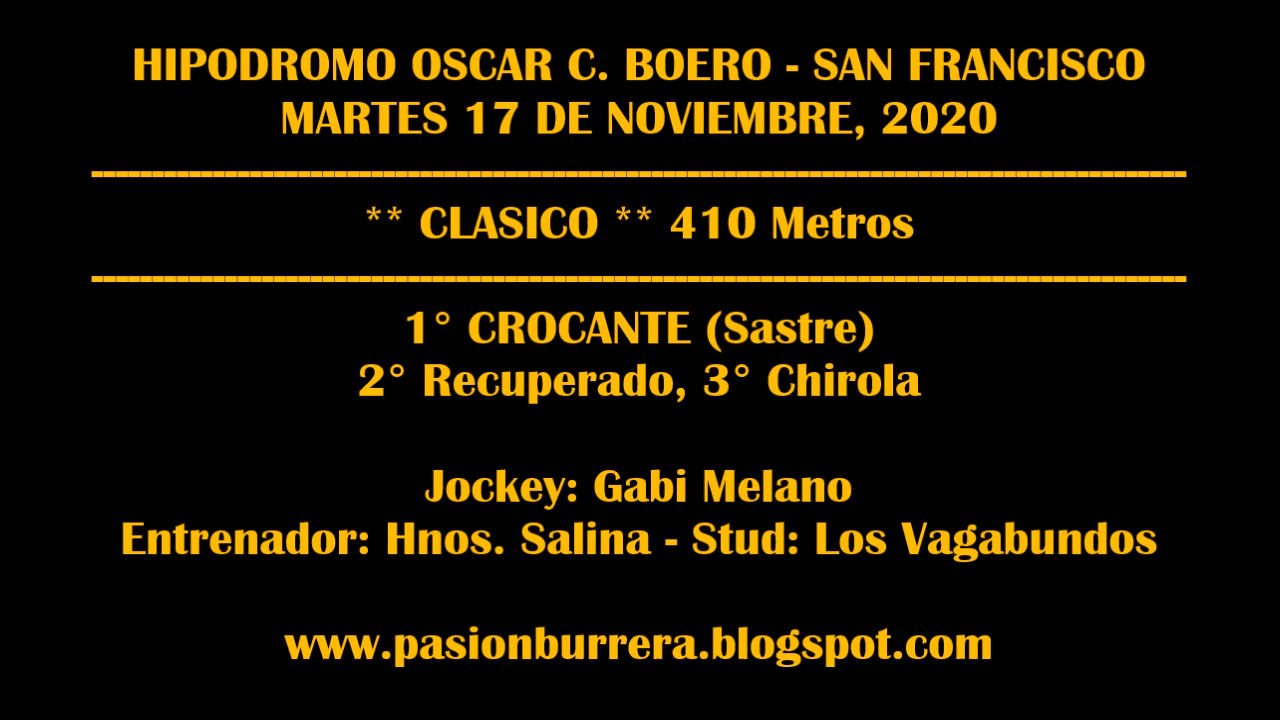 HIPODROMO OSCAR C. BOERO - SAN FRANCISCO
MARTES 17 DE NOVIEMBRE, 2020
------------------------------------------------------------------------------------------
** CLASICO ** 410 Metros
------------------------------------------------------------------------------------------
1° CROCANTE (Sastre)
2° Recuperado, 3° Chirola
Jockey: Gabi Melano
Entrenador: Hnos. Salina - Stud: Los Vagabundos
www.pasionburrera.blogspot.com